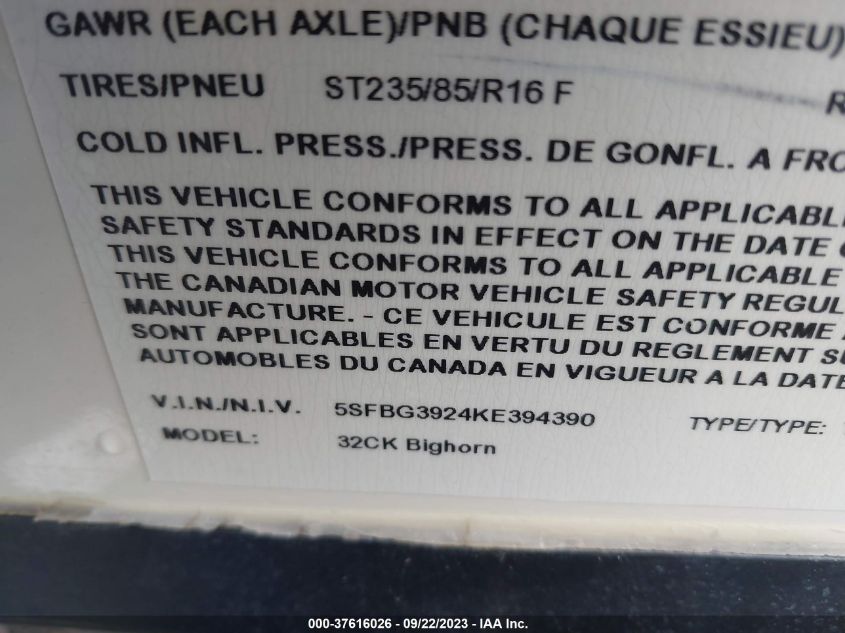 GAWR (EACH AXLE)/PNB (CHAQUE ESSIEU)
TIRES/PNEU ST235/85/R16 F R
COLD INFL. PRESS./PRESS. DE GONFL. A FRO
THIS VEHICLE CONFORMS TO ALL APPLICABL
SAFETY STANDARDS IN EFFECT ON THE DATE
THIS VEHICLE CONFORMS TO ALL APPLICABLE
THE CANADIAN MOTOR VEHICLE SAFETY REGUL
MANUFACTURE. - CE VEHICULE EST CONFORME
SONT APPLICABLES EN VERTU DU REGLEMENT SU
AUTOMOBILES DU CANADA EN VIGUEUR A LA DATE
V.I.N./N.I.V. 5SFBG3924KE394390 TYPE/TYPE:
MODEL: 32CK Bighorn
000-37616026 - 09/22/2023 - IAA Inc.